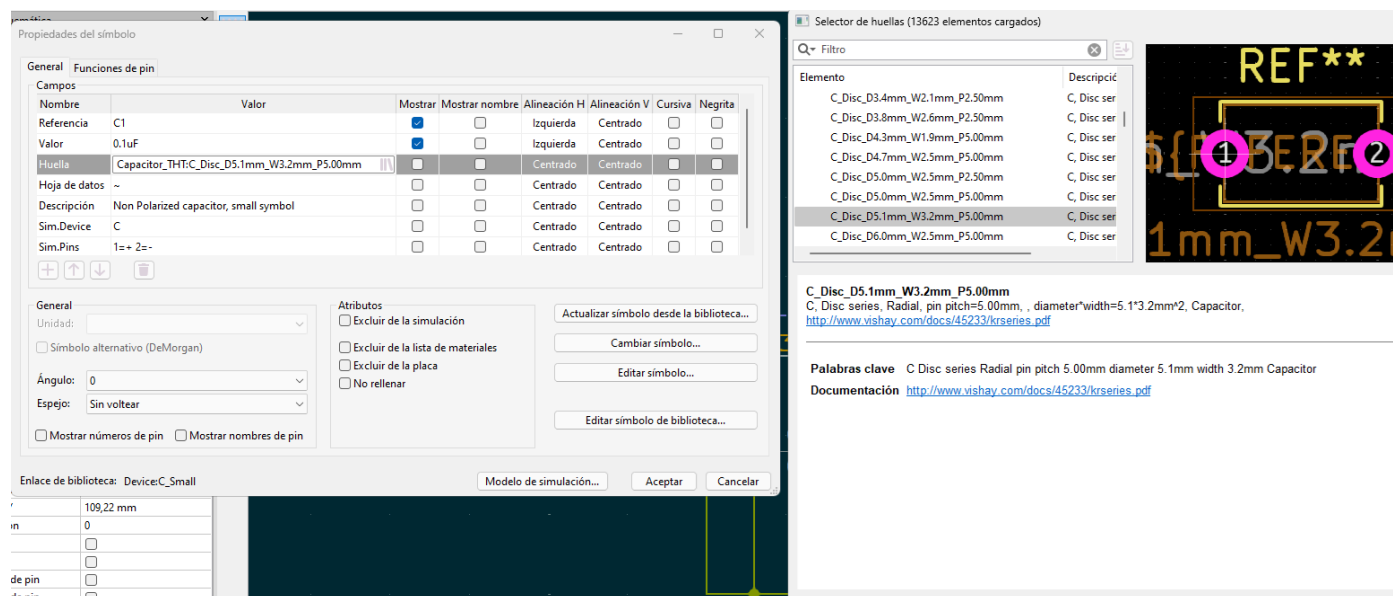 Propiedades del símbolo
General Funciones de pin
Campos
Nombre Valor Mostrar Mostrar nombre Alineación H Alineación V Cursiva Negrita
Referencia C1 Izquierda Centrado
Valor 0.1uF Izquierda Centrado
Huella Capacitor_THT:C_Disc_D5.1mm_W3.2mm_P5.00mm Centrado Centrado
Hoja de datos ~ Centrado Centrado
Descripción Non Polarized capacitor, small symbol Centrado Centrado
Sim.Device C Centrado Centrado
Sim.Pins 1=+ 2=- Centrado Centrado
General
Unidad:
Símbolo alternativo (DeMorgan)
Ángulo: 0
Espejo: Sin voltear
Mostrar números de pin Mostrar nombres de pin
Atributos
Excluir de la simulación
Excluir de la lista de materiales
Excluir de la placa
No rellenar
Actualizar símbolo desde la biblioteca...
Cambiar símbolo...
Editar símbolo...
Editar símbolo de biblioteca...
Enlace de biblioteca: Device:C_Small
Modelo de simulación... Aceptar Cancelar
109,22 mm
0
de pin
Selector de huellas (13623 elementos cargados)
Filtro
Elemento Descripció
C_Disc_D3.4mm_W2.1mm_P2.50mm C, Disc ser
C_Disc_D3.8mm_W2.6mm_P2.50mm C, Disc ser
C_Disc_D4.3mm_W1.9mm_P5.00mm C, Disc ser
C_Disc_D4.7mm_W2.5mm_P5.00mm C, Disc ser
C_Disc_D5.0mm_W2.5mm_P2.50mm C, Disc ser
C_Disc_D5.0mm_W2.5mm_P5.00mm C, Disc ser
C_Disc_D5.1mm_W3.2mm_P5.00mm C, Disc ser
C_Disc_D6.0mm_W2.5mm_P5.00mm C, Disc ser
REF**
1 2
1mm_W3.2
C_Disc_D5.1mm_W3.2mm_P5.00mm
C, Disc series, Radial, pin pitch=5.00mm, , diameter*width=5.1*3.2mm^2, Capacitor,
http://www.vishay.com/docs/45233/krseries.pdf
Palabras clave C Disc series Radial pin pitch 5.00mm diameter 5.1mm width 3.2mm Capacitor
Documentación http://www.vishay.com/docs/45233/krseries.pdf